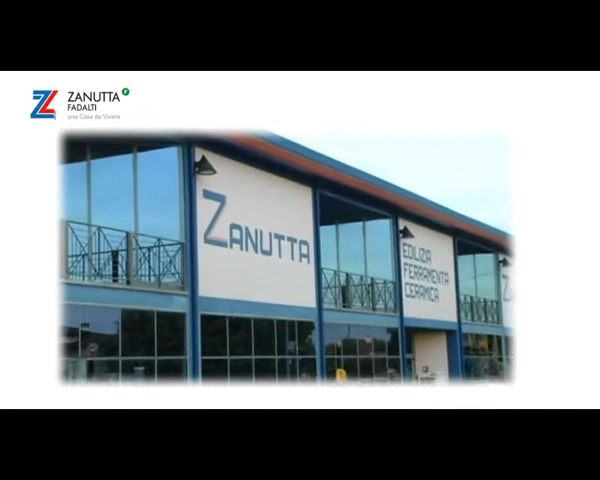 ZANUTTA
FADALTI
una Casa da Vivere
ZANUTTA
EDILIZIA
FERRAMENTA
CERAMICA